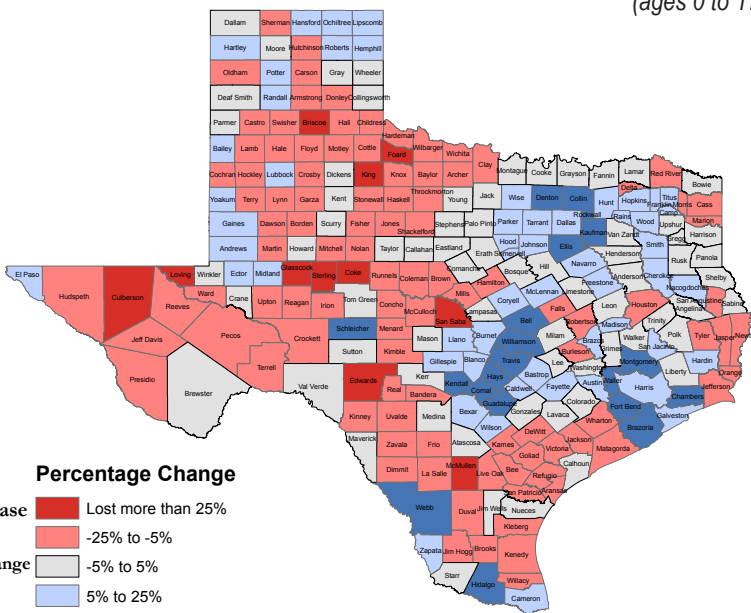 (ages 0 to 1
Dallam Sherman Hansford Ochiltree Lipscomb
Hartley Moore Hutchinson Roberts Hemphill
Oldham Potter Carson Gray Wheeler
Deaf Smith Randall Armstrong Donley Collingsworth
Parmer Castro Swisher Briscoe Hall Childress
Hardeman
Bailey Lamb Hale Floyd Motley Cottle Foard Wilbarger Wichita Clay Montague Cooke Grayson Fannin Lamar Red River Bowie
Cochran Hockley Lubbock Crosby Dickens King Knox Baylor Archer Delta Titus Morris Cass
Yoakum Terry Lynn Garza Kent Stonewall Haskell Throckmorton Young Jack Wise Denton Collin Hunt Hopkins Franklin Camp Marion
Gaines Dawson Borden Scurry Fisher Jones Shackelford Stephens Palo Pinto Parker Tarrant Dallas Rockwall Rains Wood Upshur Harrison
Kaufman Van Zandt Gregg
Andrews Martin Howard Mitchell Nolan Taylor Callahan Eastland Erath Somervell Hood Johnson Ellis Henderson Smith Rusk Panola
El Paso Hudspeth Culberson Loving Winkler Ector Midland Glasscock Sterling Coke Runnels Coleman Brown Comanche Bosque Hill Navarro Anderson Cherokee Nacogdoches Shelby
Reeves Ward Crane Upton Reagan Irion Tom Green Concho McCulloch Mills Hamilton Coryell McLennan Limestone Freestone Leon Houston San Augustine Sabine
Angelina
Jeff Davis Pecos Crockett Schleicher Menard San Saba Lampasas Bell Falls Robertson Madison Trinity Polk Tyler Jasper Newt
Presidio Brewster Terrell Sutton Kimble Mason Llano Burnet Williamson Milam Burleson Brazos Grimes Walker San Jacinto Hardin
Val Verde Edwards Kerr Gillespie Blanco Travis Lee Washington Montgomery Liberty Orange
Real Bandera Kendall Hays Comal Caldwell Bastrop Fayette Austin Waller Harris Chambers Jefferson
Kinney Uvalde Medina Bexar Guadalupe Gonzales Lavaca Colorado Fort Bend Galveston
Maverick Zavala Frio Atascosa Wilson Karnes DeWitt Jackson Wharton Brazoria
Dimmit La Salle McMullen Live Oak Bee Goliad Victoria Calhoun Matagorda
Refugio Aransas San Patricio
Webb Duval Jim Wells Nueces
Kleberg
Zapata Jim Hogg Brooks Kenedy
Starr Hidalgo Willacy
Cameron
Percentage Change
ase
Lost more than 25%
-25% to -5%
ange
-5% to 5%
5% to 25%